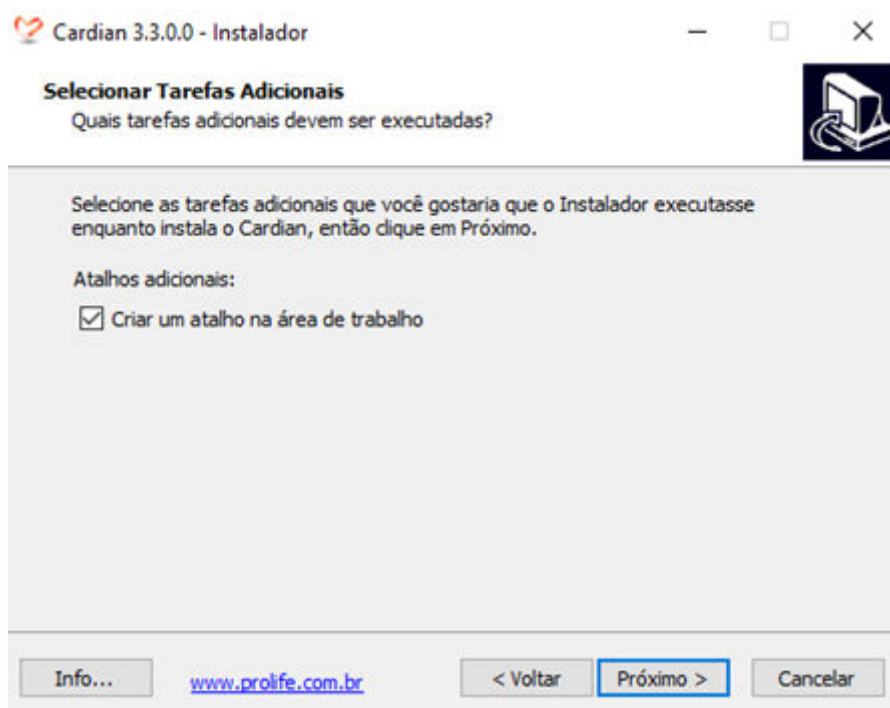 Cardian 3.3.0.0 - Instalador
Selecionar Tarefas Adicionais
Quais tarefas adicionais devem ser executadas?
Selecione as tarefas adicionais que você gostaria que o Instalador executasse
enquanto instala o Cardian, então clique em Próximo.
Atalhos adicionais:
Criar um atalho na área de trabalho
Info... www.prolife.com.br < Voltar Próximo > Cancelar